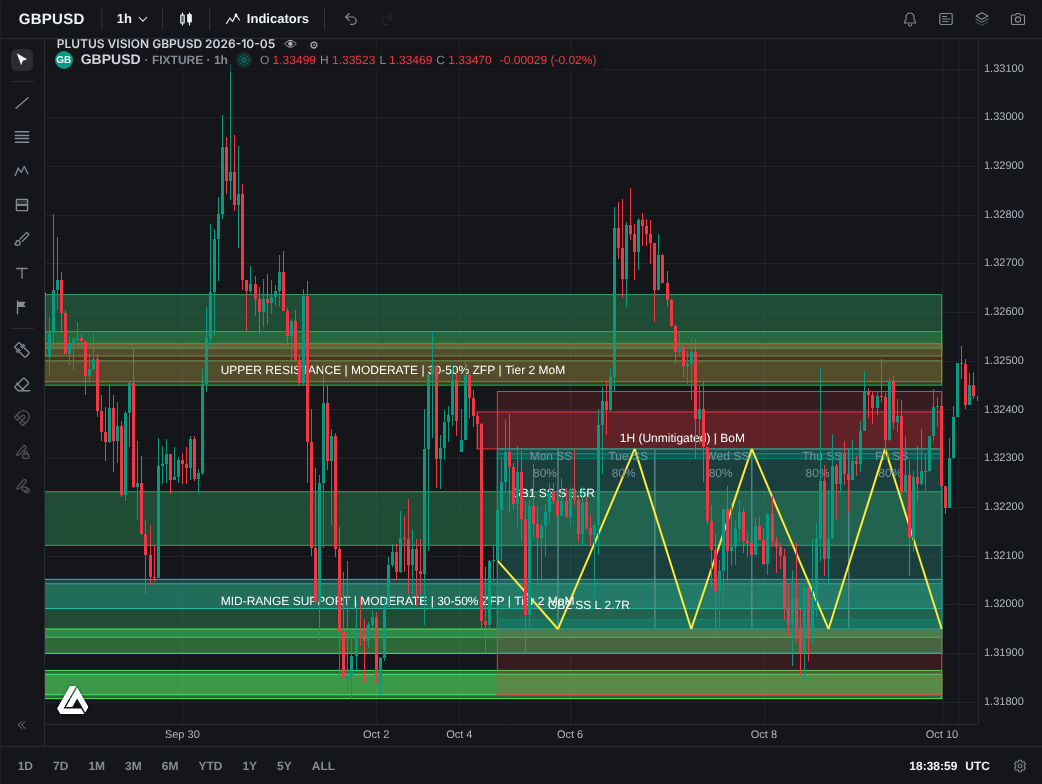 GBPUSD 1h Indicators
PLUTUS VISION GBPUSD 2026-10-05
GB GBPUSD · FIXTURE · 1h O 1.33499 H 1.33523 L 1.33469 C 1.33470 -0.00029 (-0.02%)
1.33100
1.33000
1.32900
1.32800
1.32700
1.32600
1.32500
UPPER RESISTANCE | MODERATE | 30-50% ZFP | Tier 2 MoM
1.32400
1H (Unmitigated) | BoM
1.32300
Mon SS Tue SS Wed SS Thu SS Fri SS
80% 80% 80% 80% 80%
GB1 SS S 3.5R
1.32200
1.32100
MID-RANGE SUPPORT | MODERATE | 30-50% ZFP | Tier 2 MoM
GB2 SS L 2.7R
1.32000
1.31900
1.31800
Sep 30 Oct 2 Oct 4 Oct 6 Oct 8 Oct 10
1D 7D 1M 3M 6M YTD 1Y 5Y ALL 18:38:59 UTC